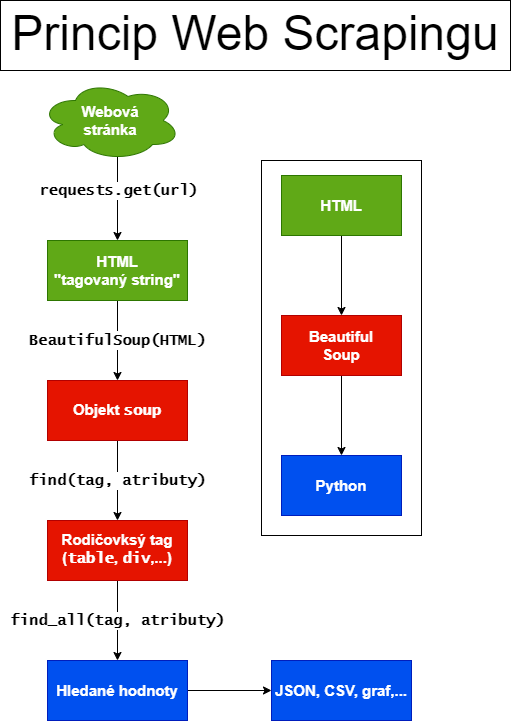 Princip Web Scrapingu
Webová
stránka
requests.get(url)
HTML
"tagovaný string"
BeautifulSoup(HTML)
Objekt soup
find(tag, atributy)
Rodičovksý tag
(table, div,...)
find_all(tag, atributy)
Hledané hodnoty
JSON, CSV, graf,...
HTML
Beautiful
Soup
Python